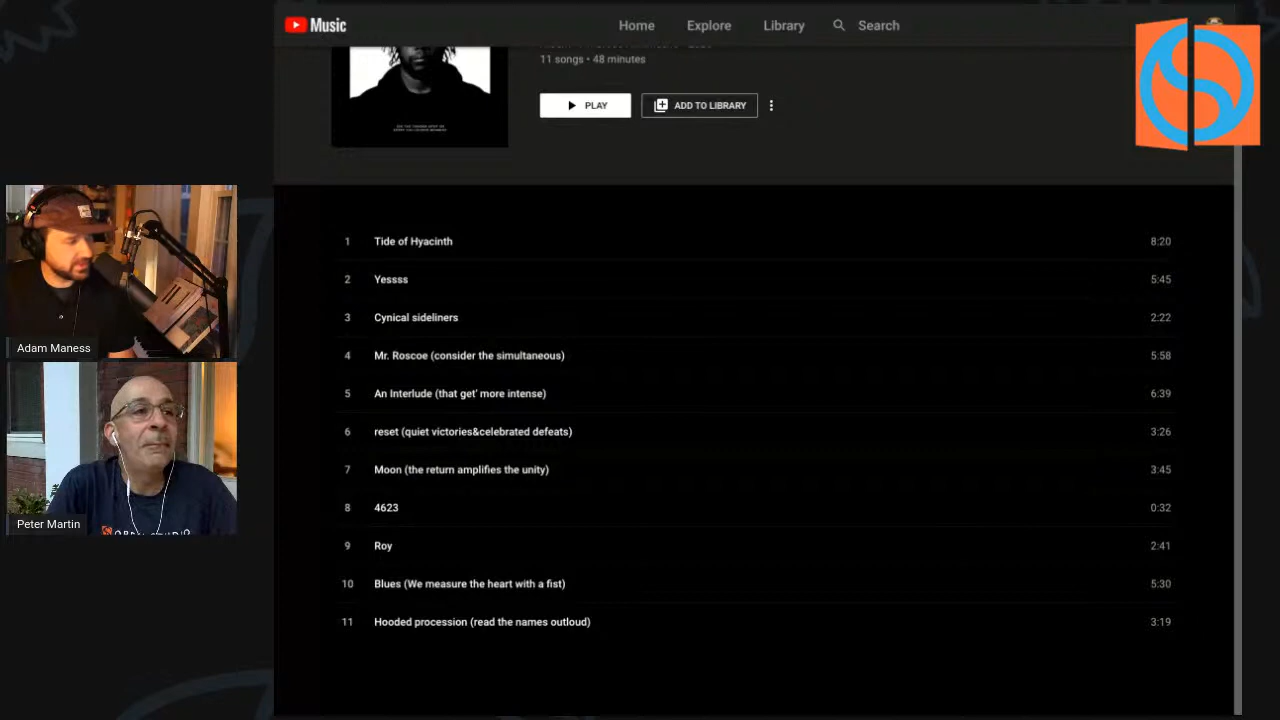 Music
Home
Explore
Library
Search
11 songs • 48 minutes
PLAY
ADD TO LIBRARY
1 Tide of Hyacinth 8:20
2 Yessss 5:45
3 Cynical sideliners 2:22
4 Mr. Roscoe (consider the simultaneous) 5:58
5 An Interlude (that get' more intense) 6:39
6 reset (quiet victories&celebrated defeats) 3:26
7 Moon (the return amplifies the unity) 3:45
8 4623 0:32
9 Roy 2:41
10 Blues (We measure the heart with a fist) 5:30
11 Hooded procession (read the names outloud) 3:19
Adam Maness
Peter Martin